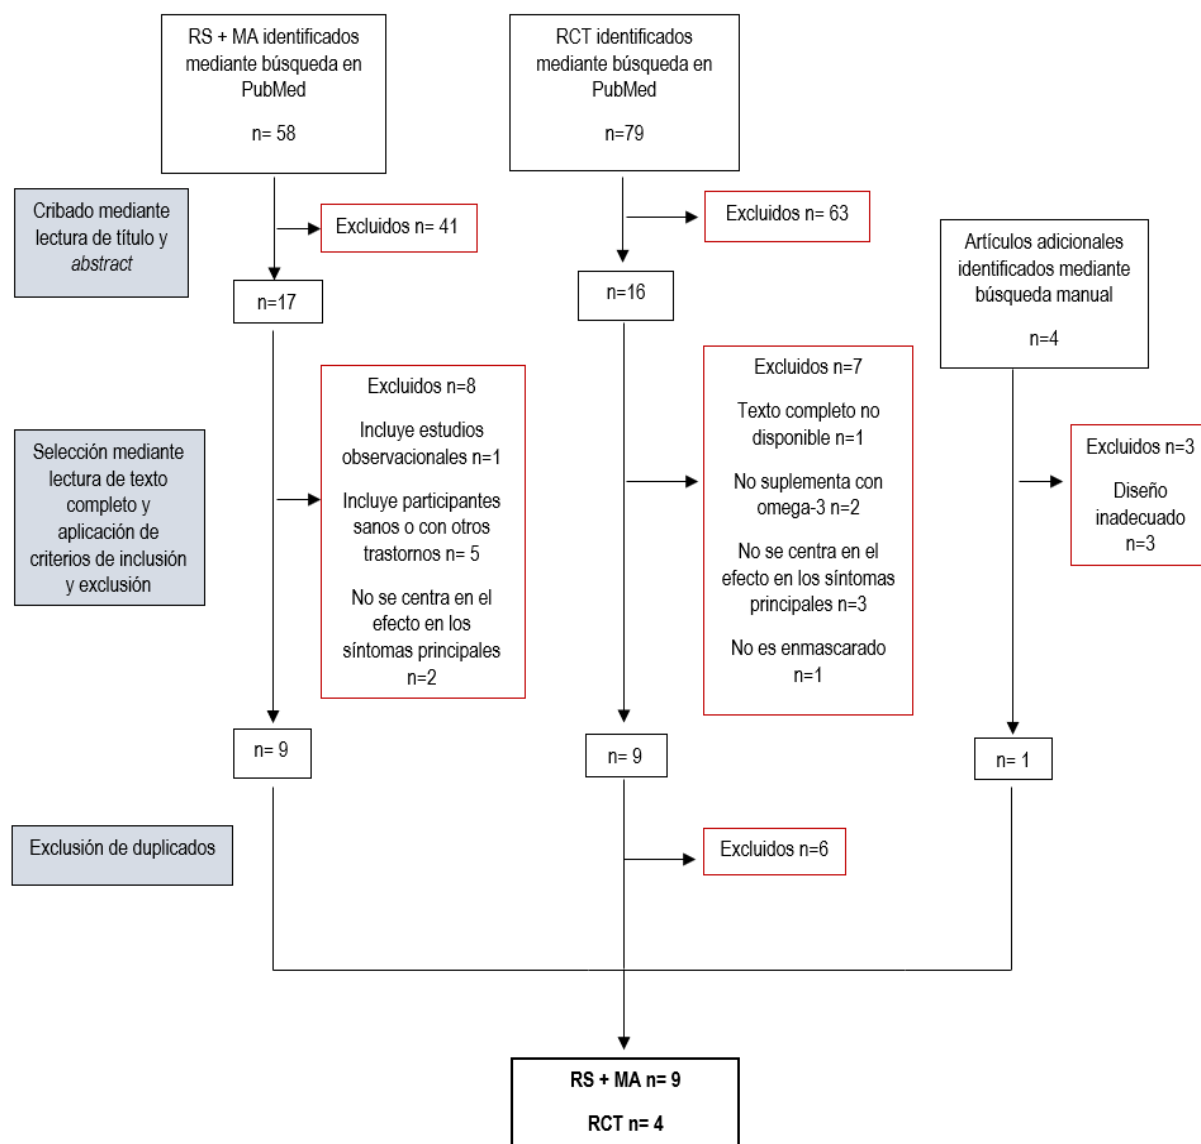 RS + MA identificados
mediante búsqueda en
PubMed
n= 58
RCT identificados
mediante búsqueda en
PubMed
n=79
Cribado mediante
lectura de título y
abstract
Excluidos n= 41
Excluidos n= 63
Artículos adicionales
identificados mediante
búsqueda manual
n=4
n=17
n=16
Selección mediante
lectura de texto
completo y
aplicación de
criterios de inclusión
y exclusión
Excluidos n=8
Incluye estudios
observacionales n=1
Incluye participantes
sanos o con otros
trastornos n= 5
No se centra en el
efecto en los
síntomas principales
n=2
Excluidos n=7
Texto completo no
disponible n=1
No suplementa con
omega-3 n=2
No se centra en el
efecto en los síntomas
principales n=3
No es enmascarado
n=1
Excluidos n=3
Diseño
inadecuado
n=3
n= 9
n= 9
n= 1
Exclusión de duplicados
Excluidos n=6
RS + MA n= 9
RCT n= 4